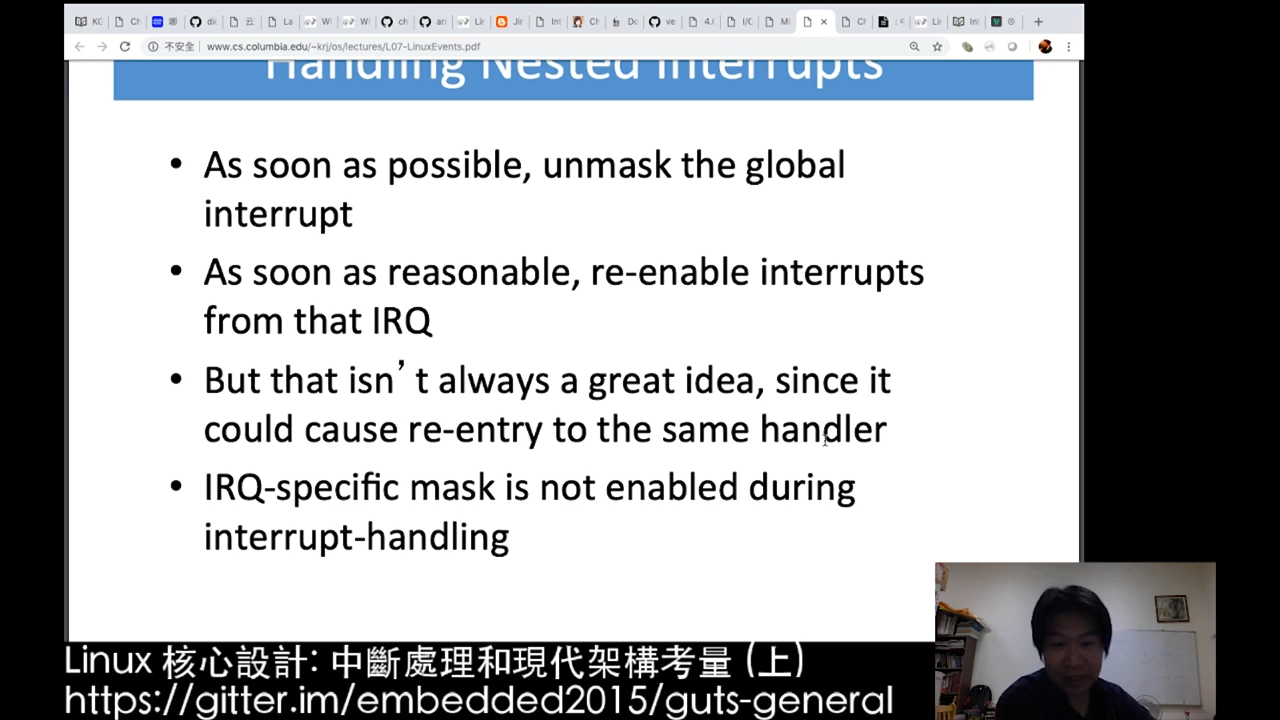 不安全 www.cs.columbia.edu/~krj/os/lectures/L07-LinuxEvents.pdf
Handling Nested Interrupts
• As soon as possible, unmask the global
interrupt
• As soon as reasonable, re-enable interrupts
from that IRQ
• But that isn’t always a great idea, since it
could cause re-entry to the same handler
• IRQ-specific mask is not enabled during
interrupt-handling
Linux 核心設計: 中斷處理和現代架構考量 (上)
https://gitter.im/embedded2015/guts-general